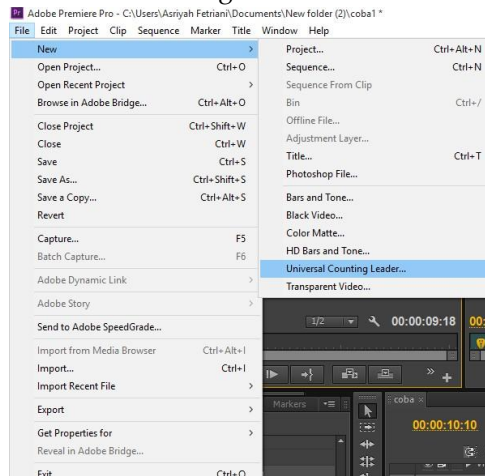 Adobe Premiere Pro - C:\Users\Asriyah Fetriani\Documents\New folder (2)\coba1 *
File Edit Project Clip Sequence Marker Title Window Help
New >
Open Project... Ctrl+O
Open Recent Project >
Browse in Adobe Bridge... Ctrl+Alt+O
Close Project Ctrl+Shift+W
Close Ctrl+W
Save Ctrl+S
Save As... Ctrl+Shift+S
Save a Copy... Ctrl+Alt+S
Revert
Capture... F5
Batch Capture... F6
Adobe Dynamic Link >
Adobe Story >
Send to Adobe SpeedGrade...
Import from Media Browser Ctrl+Alt+I
Import... Ctrl+I
Import Recent File >
Export >
Get Properties for >
Reveal in Adobe Bridge...
Exit Ctrl+Q
Project... Ctrl+Alt+N
Sequence... Ctrl+N
Sequence From Clip
Bin Ctrl+/
Offline File...
Adjustment Layer...
Title... Ctrl+T
Photoshop File...
Bars and Tone...
Black Video...
Color Matte...
HD Bars and Tone...
Universal Counting Leader...
Transparent Video...
1/2 00:00:09:18 00:
Markers
coba ×
00:00:10:10